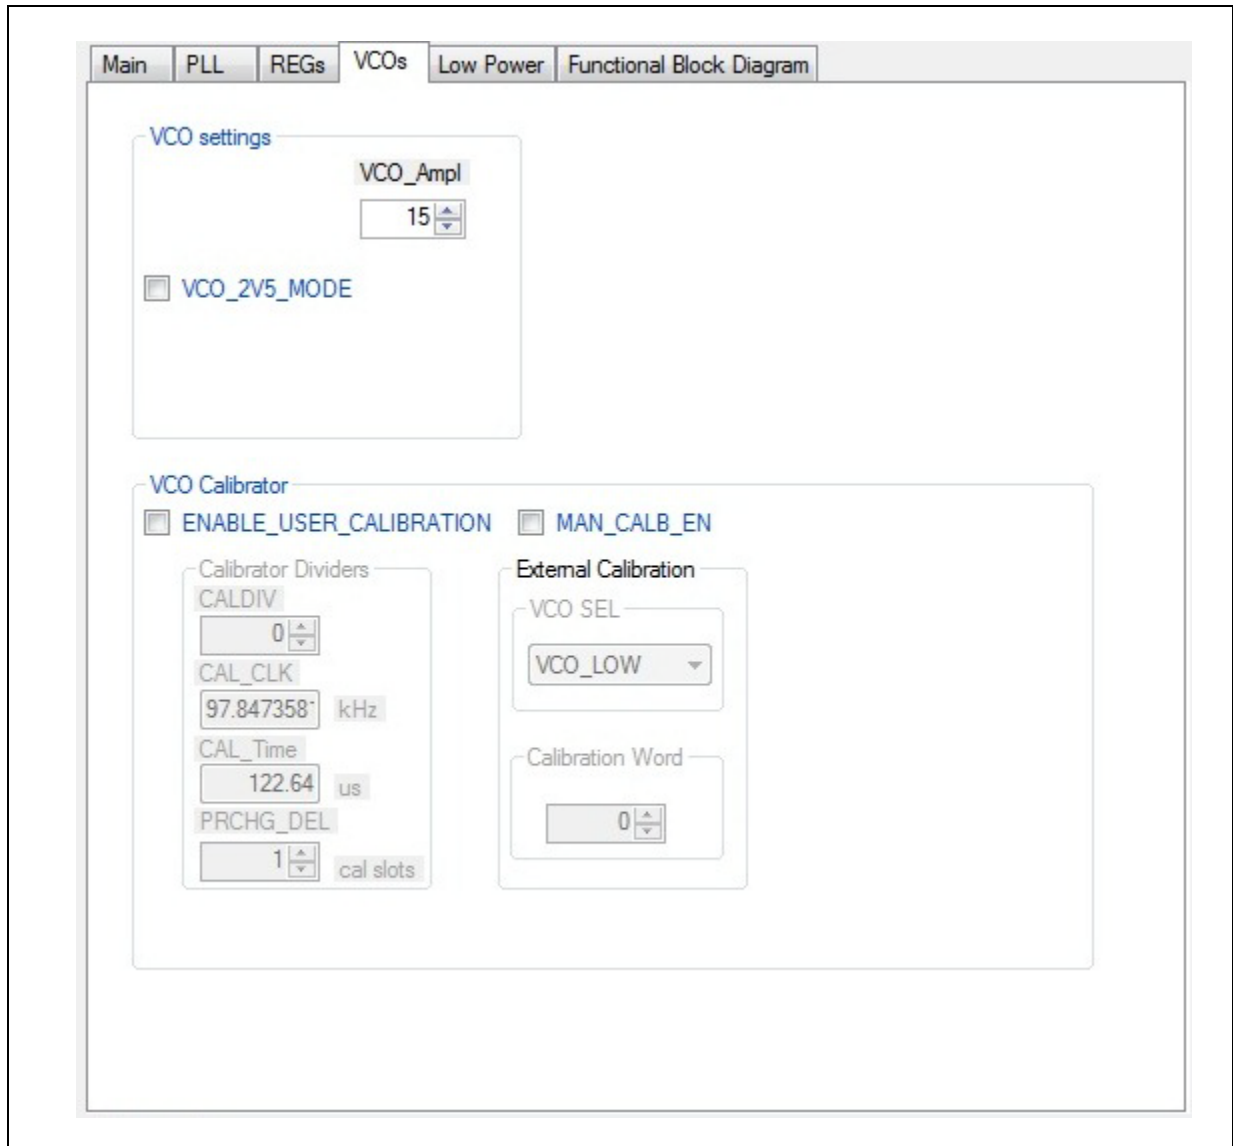 Main PLL REGs VCOs Low Power Functional Block Diagram
VCO settings
VCO_Ampl
15
VCO_2V5_MODE
VCO Calibrator
ENABLE_USER_CALIBRATION MAN_CALB_EN
Calibrator Dividers
CALDIV
0
CAL_CLK
97.847358 kHz
CAL_Time
122.64 us
PRCHG_DEL
1 cal slots
External Calibration
VCO SEL
VCO_LOW
Calibration Word
0